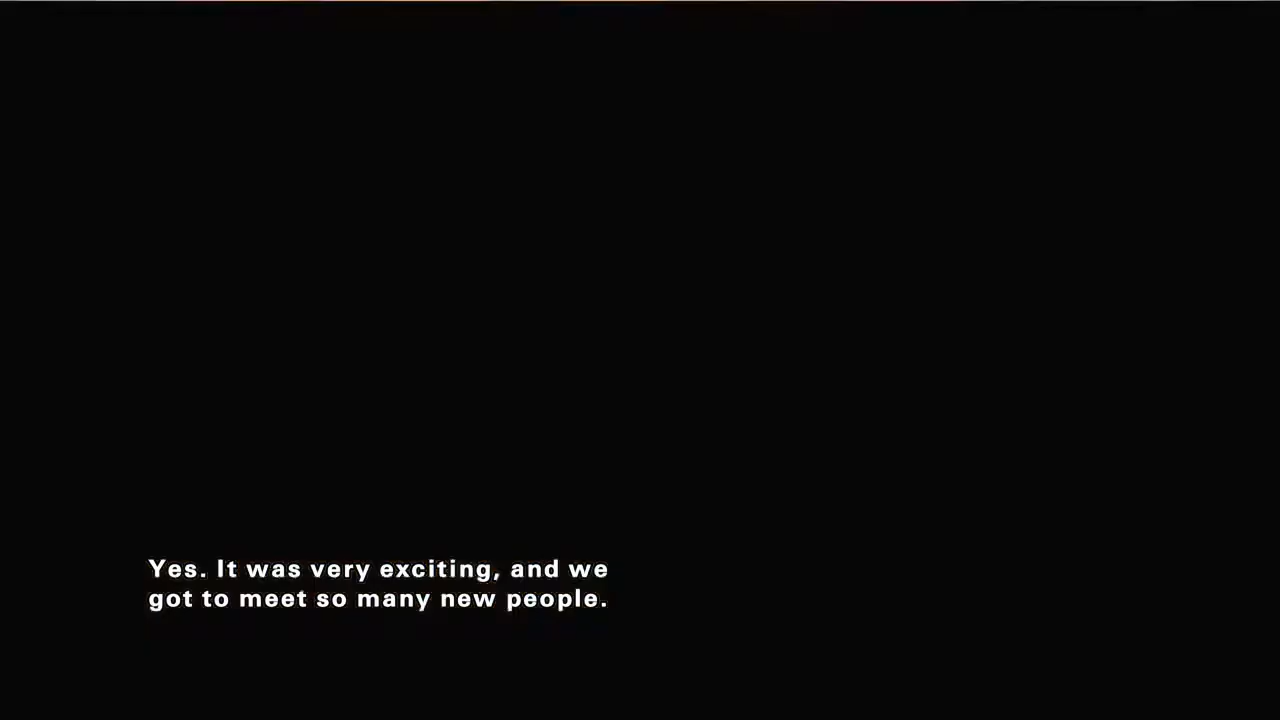 Yes. It was very exciting, and we
got to meet so many new people.